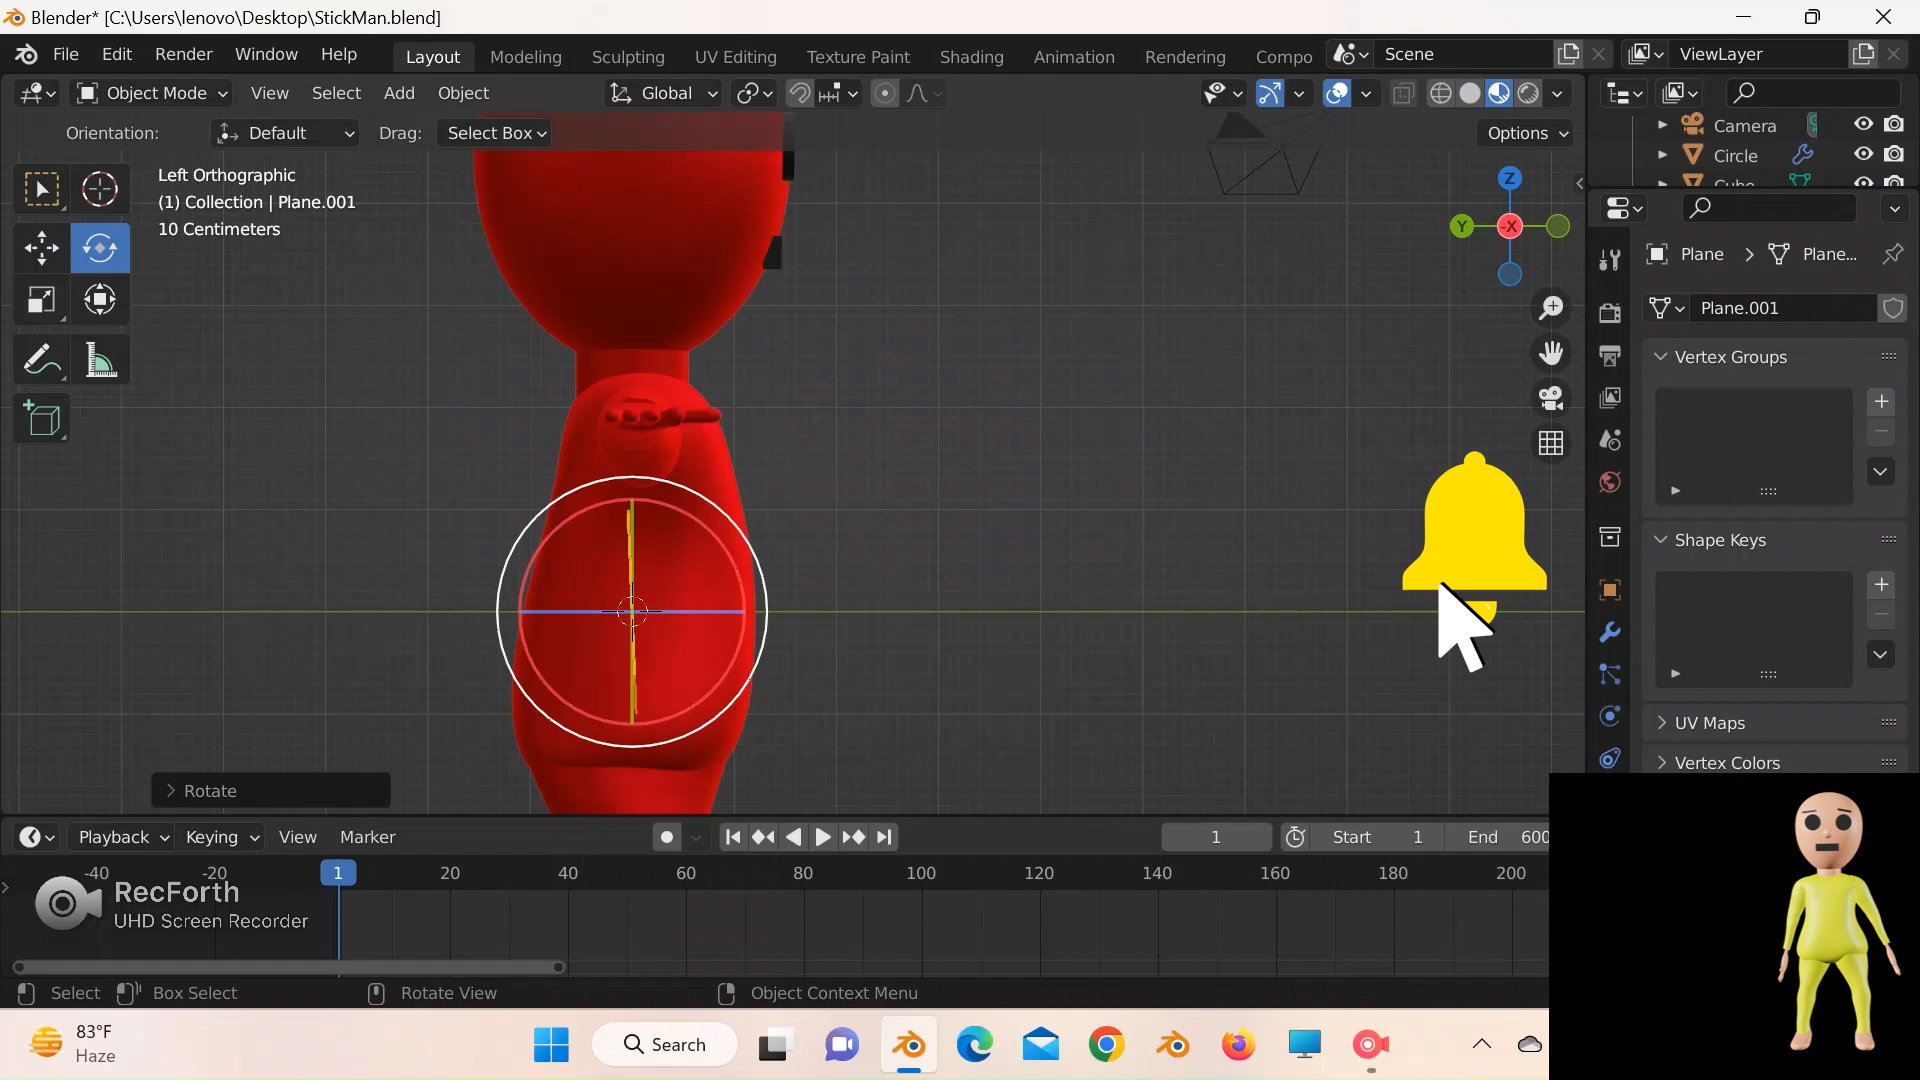 Blender* [C:\Users\lenovo\Desktop\StickMan.blend]
File Edit Render Window Help Layout Modeling Sculpting UV Editing Texture Paint Shading Animation Rendering Compo Scene ViewLayer
Object Mode View Select Add Object Global
Orientation: Default Drag: Select Box Options
Camera
Circle
Cube
Left Orthographic
(1) Collection | Plane.001
10 Centimeters
Z
Y
-X
Plane > Plane...
Plane.001
Vertex Groups
Shape Keys
UV Maps
Vertex Colors
Rotate
Playback Keying View Marker 1 Start 1 End 600
-40 -20 1 20 40 60 80 100 120 140 160 180 200
RecForth
UHD Screen Recorder
Select Box Select Rotate View Object Context Menu
83°F
Haze
Search